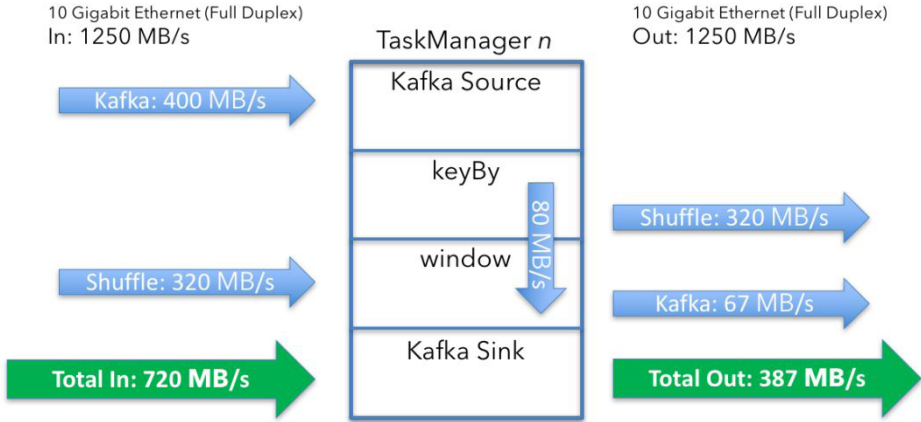 10 Gigabit Ethernet (Full Duplex)
In: 1250 MB/s
TaskManager n
10 Gigabit Ethernet (Full Duplex)
Out: 1250 MB/s
Kafka Source
Kafka: 400 MB/s
keyBy
80 MB/s
Shuffle: 320 MB/s
window
Shuffle: 320 MB/s
Kafka: 67 MB/s
Kafka Sink
Total In: 720 MB/s
Total Out: 387 MB/s